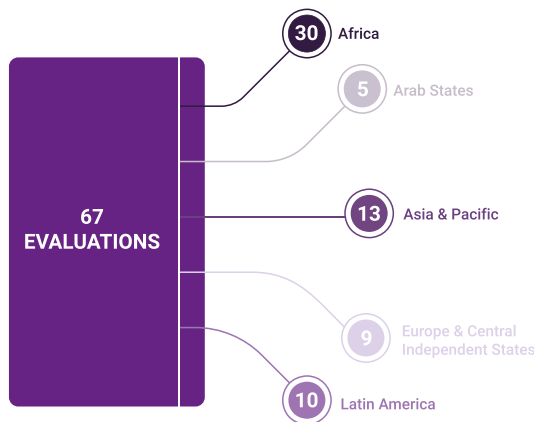 67
EVALUATIONS
30
Africa
5
Arab States
13
Asia & Pacific
9
Europe & Central
Independent States
10
Latin America